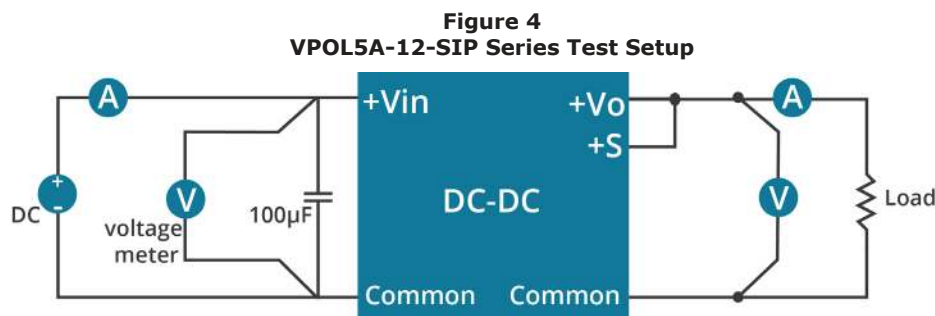 Figure 4
VPOL5A-12-SIP Series Test Setup
A
+Vin
+Vo
A
+S
+
-
DC
V
voltage
meter
100µF
DC-DC
V
Load
Common
Common